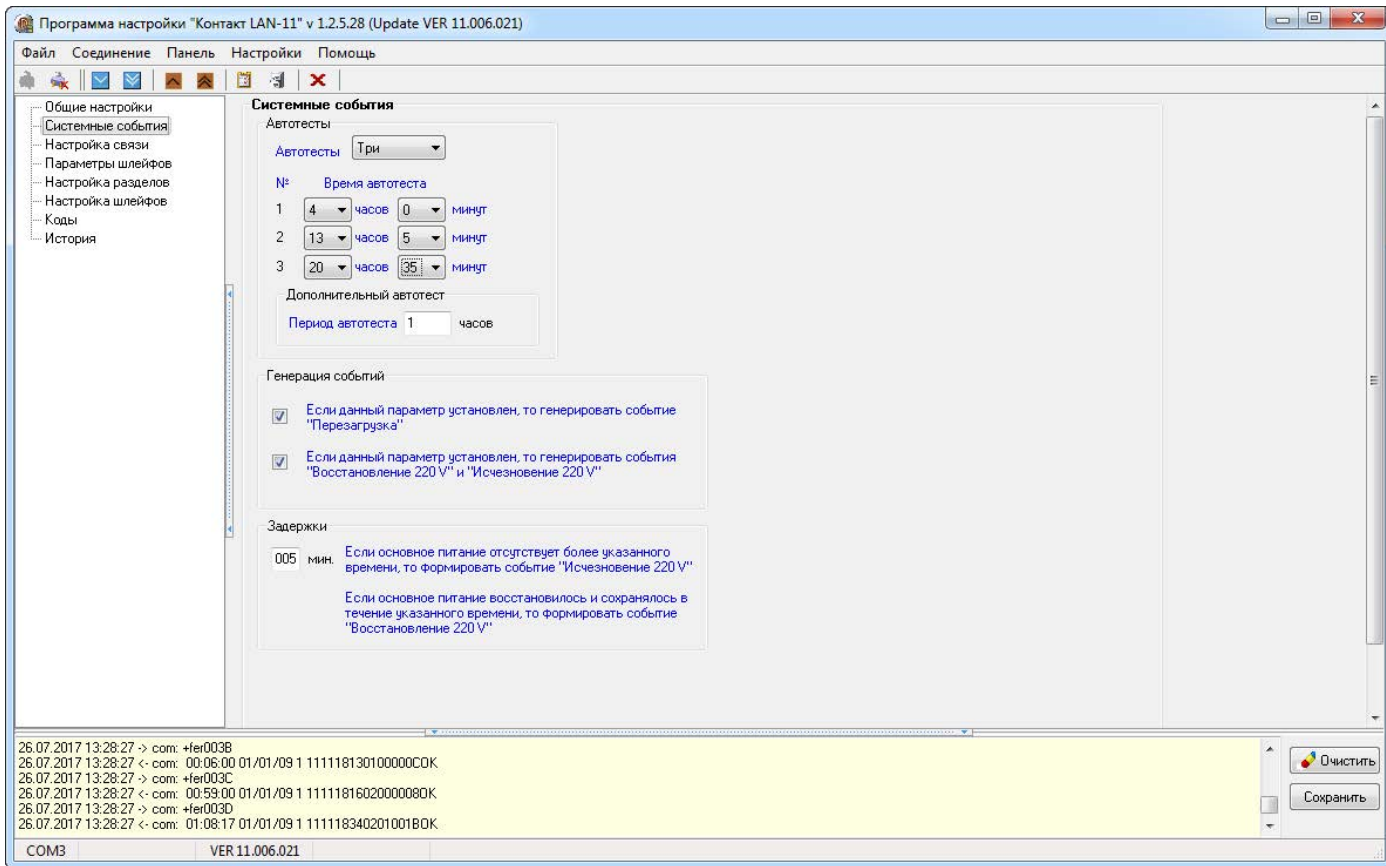 Программа настройки "Контакт LAN-11" v 1.2.5.28 (Update VER 11.006.021)
Файл Соединение Панель Настройки Помощь
Общие настройки
Системные события
Настройка связи
Параметры шлейфов
Настройка разделов
Настройка шлейфов
Коды
История
Системные события
Автотесты
Автотесты Три
№ Время автотеста
1 4 часов 0 минут
2 13 часов 5 минут
3 20 часов 35 минут
Дополнительный автотест
Период автотеста 1 часов
Генерация событий
Если данный параметр установлен, то генерировать событие
"Перезагрузка"
Если данный параметр установлен, то генерировать события
"Восстановление 220 V" и "Исчезновение 220 V"
Задержки
005 мин. Если основное питание отсутствует более указанного
времени, то формировать событие "Исчезновение 220 V"
Если основное питание восстановилось и сохранялось в
течение указанного времени, то формировать событие
"Восстановление 220 V"
26.07.2017 13:28:27 -> com: +fer003B
26.07.2017 13:28:27 <- com: 00:06:00 01/01/09 1 111118130100000COK
26.07.2017 13:28:27 -> com: +fer003C
26.07.2017 13:28:27 <- com: 00:59:00 01/01/09 1 1111181602000008OK
26.07.2017 13:28:27 -> com: +fer003D
26.07.2017 13:28:27 <- com: 01:08:17 01/01/09 1 111118340201001BOK
Очистить
Сохранить
COM3 VER 11.006.021